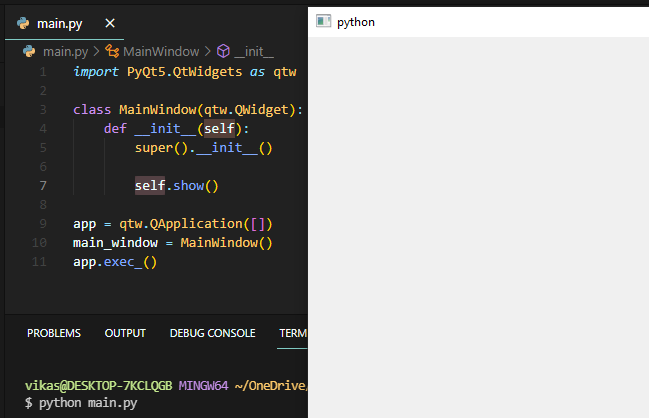 main.py
main.py > MainWindow > __init__
1 import PyQt5.QtWidgets as qtw
2
3 class MainWindow(qtw.QWidget):
4 def __init__(self):
5 super().__init__()
6
7 self.show()
8
9 app = qtw.QApplication([])
10 main_window = MainWindow()
11 app.exec_()
PROBLEMS OUTPUT DEBUG CONSOLE TERM
vikas@DESKTOP-7KCLQGB MINGW64 ~/OneDrive/
$ python main.py
python